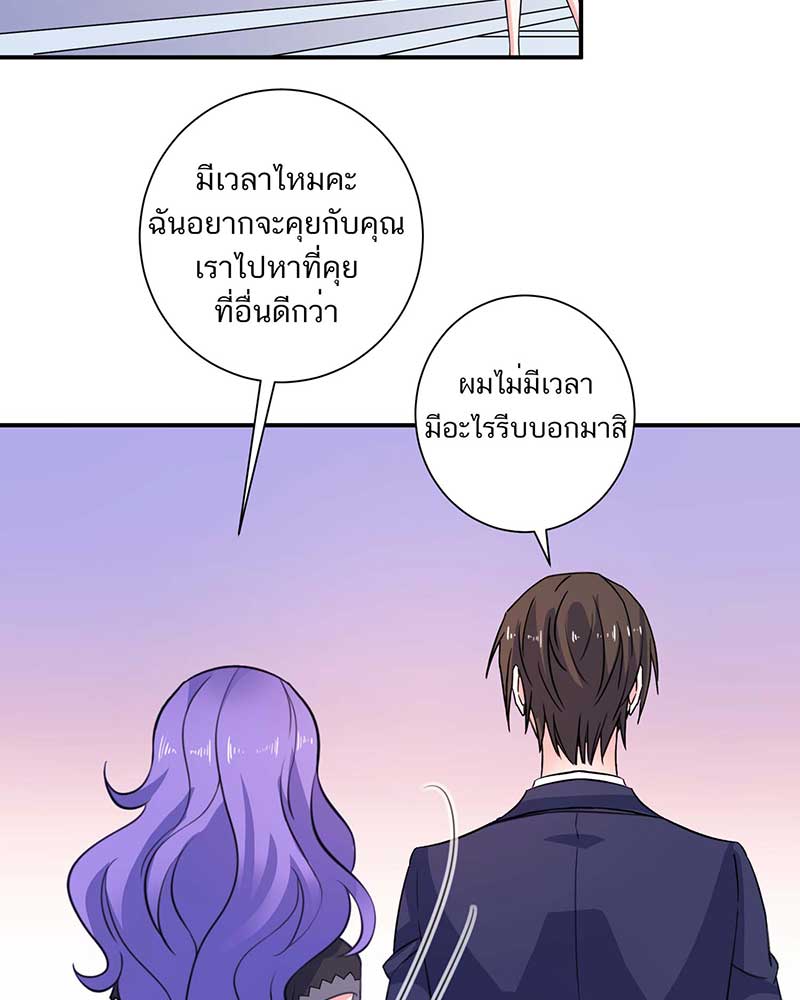 มีเวลาไหมคะ
ฉันอยากจะคุยกับคุณ
เราไปหาที่คุย
ที่อื่นดีกว่า
ผมไม่มีเวลา
มีอะไรรีบบอกมาสิ